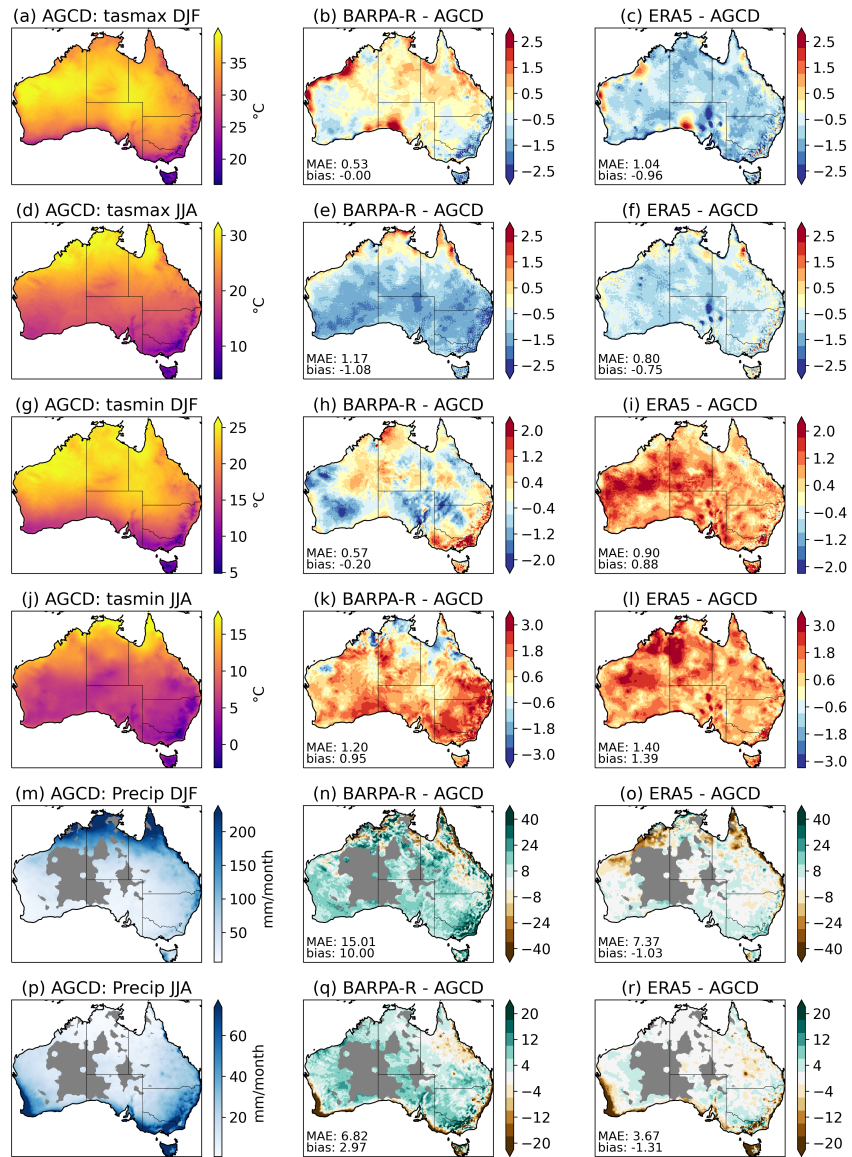 (a) AGCD: tasmax DJF
35
30
25
20
°C
(b) BARPA-R - AGCD
MAE: 0.53
bias: -0.00
2.5
1.5
0.5
−0.5
−1.5
−2.5
(c) ERA5 - AGCD
MAE: 1.04
bias: -0.96
2.5
1.5
0.5
−0.5
−1.5
−2.5
(d) AGCD: tasmax JJA
30
20
10
°C
(e) BARPA-R - AGCD
MAE: 1.17
bias: -1.08
2.5
1.5
0.5
−0.5
−1.5
−2.5
(f) ERA5 - AGCD
MAE: 0.80
bias: -0.75
2.5
1.5
0.5
−0.5
−1.5
−2.5
(g) AGCD: tasmin DJF
25
20
15
10
5
°C
(h) BARPA-R - AGCD
MAE: 0.57
bias: -0.20
2.0
1.2
0.4
−0.4
−1.2
−2.0
(i) ERA5 - AGCD
MAE: 0.90
bias: 0.88
2.0
1.2
0.4
−0.4
−1.2
−2.0
(j) AGCD: tasmin JJA
15
10
5
0
°C
(k) BARPA-R - AGCD
MAE: 1.20
bias: 0.95
3.0
1.8
0.6
−0.6
−1.8
−3.0
(l) ERA5 - AGCD
MAE: 1.40
bias: 1.39
3.0
1.8
0.6
−0.6
−1.8
−3.0
(m) AGCD: Precip DJF
200
150
100
50
mm/month
(n) BARPA-R - AGCD
MAE: 15.01
bias: 10.00
40
24
8
−8
−24
−40
(o) ERA5 - AGCD
MAE: 7.37
bias: -1.03
40
24
8
−8
−24
−40
(p) AGCD: Precip JJA
60
40
20
mm/month
(q) BARPA-R - AGCD
MAE: 6.82
bias: 2.97
20
12
4
−4
−12
−20
(r) ERA5 - AGCD
MAE: 3.67
bias: -1.31
20
12
4
−4
−12
−20